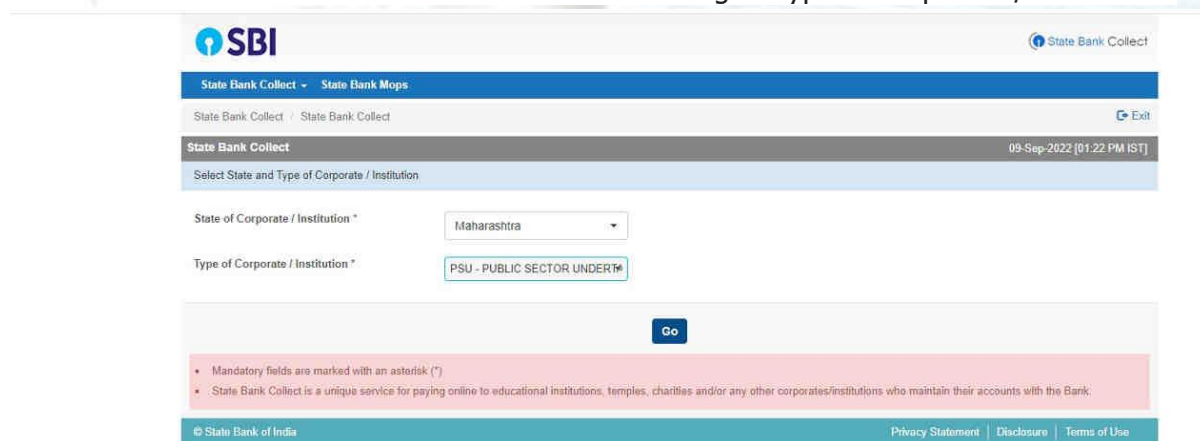 SBI
State Bank Collect
State Bank Collect State Bank Mops
State Bank Collect / State Bank Collect Exit
State Bank Collect 09-Sep-2022 [01:22 PM IST]
Select State and Type of Corporate / Institution
State of Corporate / Institution * Maharashtra
Type of Corporate / Institution * PSU - PUBLIC SECTOR
Go
• Mandatory fields are marked with an asterisk (*)
• State Bank Collect is a unique service for paying online to educational institutions, temples, charities and/or any other corporates/institutions who maintain their accounts with the Bank.
© State Bank of India Privacy Statement | Disclosure | Terms of Use